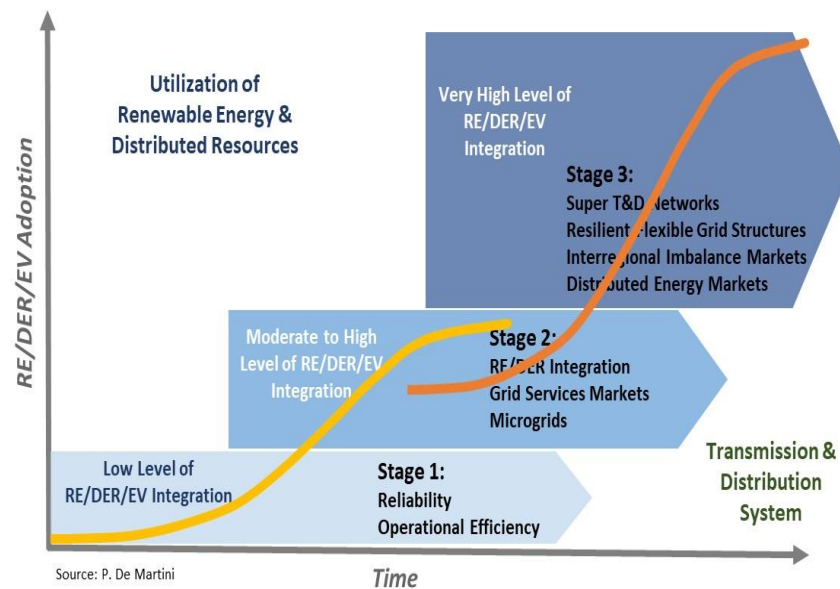 Utilization of
Renewable Energy &
Distributed Resources
Very High Level of
RE/DER/EV
Integration
Stage 3:
Super T&D Networks
Resilient Flexible Grid Structures
Interregional Imbalance Markets
Distributed Energy Markets
RE/DER/EV Adoption
Moderate to High
Level of RE/DER/EV
Integration
Stage 2:
RE/DER Integration
Grid Services Markets
Microgrids
Low Level of
RE/DER/EV Integration
Stage 1:
Reliability
Operational Efficiency
Transmission &
Distribution
System
Source: P. De Martini
Time